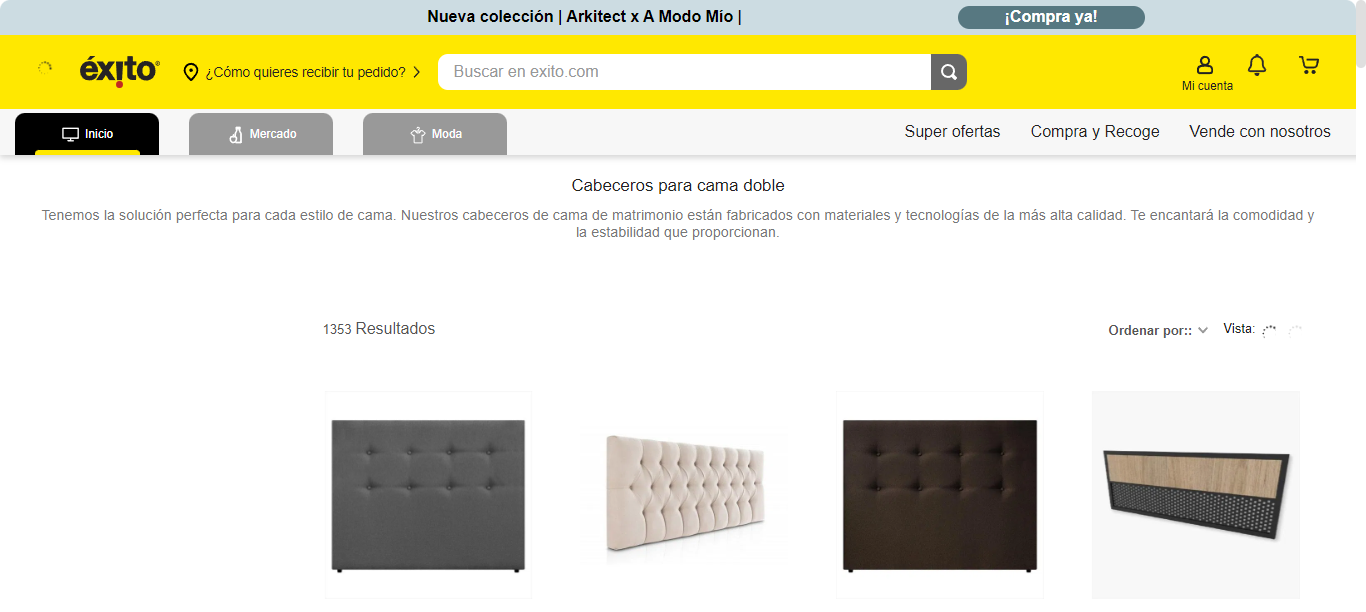 Nueva colección | Arkitect x A Modo Mío |
¡Compra ya!
éxito
¿Cómo quieres recibir tu pedido?
Buscar en exito.com
Mi cuenta
Inicio
Mercado
Moda
Super ofertas
Compra y Recoge
Vende con nosotros
Cabeceros para cama doble
Tenemos la solución perfecta para cada estilo de cama. Nuestros cabeceros de cama de matrimonio están fabricados con materiales y tecnologías de la más alta calidad. Te encantará la comodidad y
la estabilidad que proporcionan.
1353 Resultados
Ordenar por::
Vista: